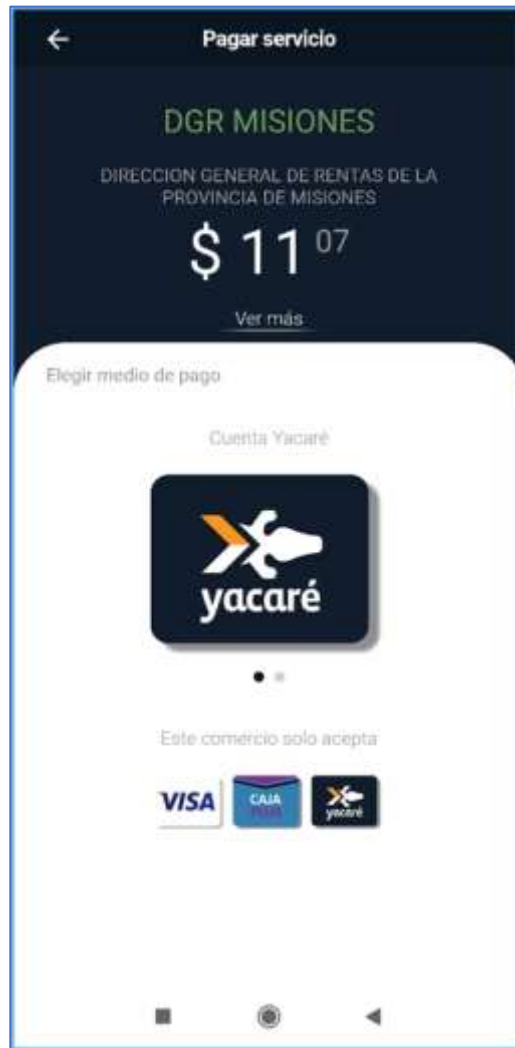 Pagar servicio
DGR MISIONES
DIRECCION GENERAL DE RENTAS DE LA
PROVINCIA DE MISIONES
$ 11 07
Ver más
Elegir medio de pago
Cuenta Yacaré
yacaré
Este comercio solo acepta
VISA
CAJA
yacaré